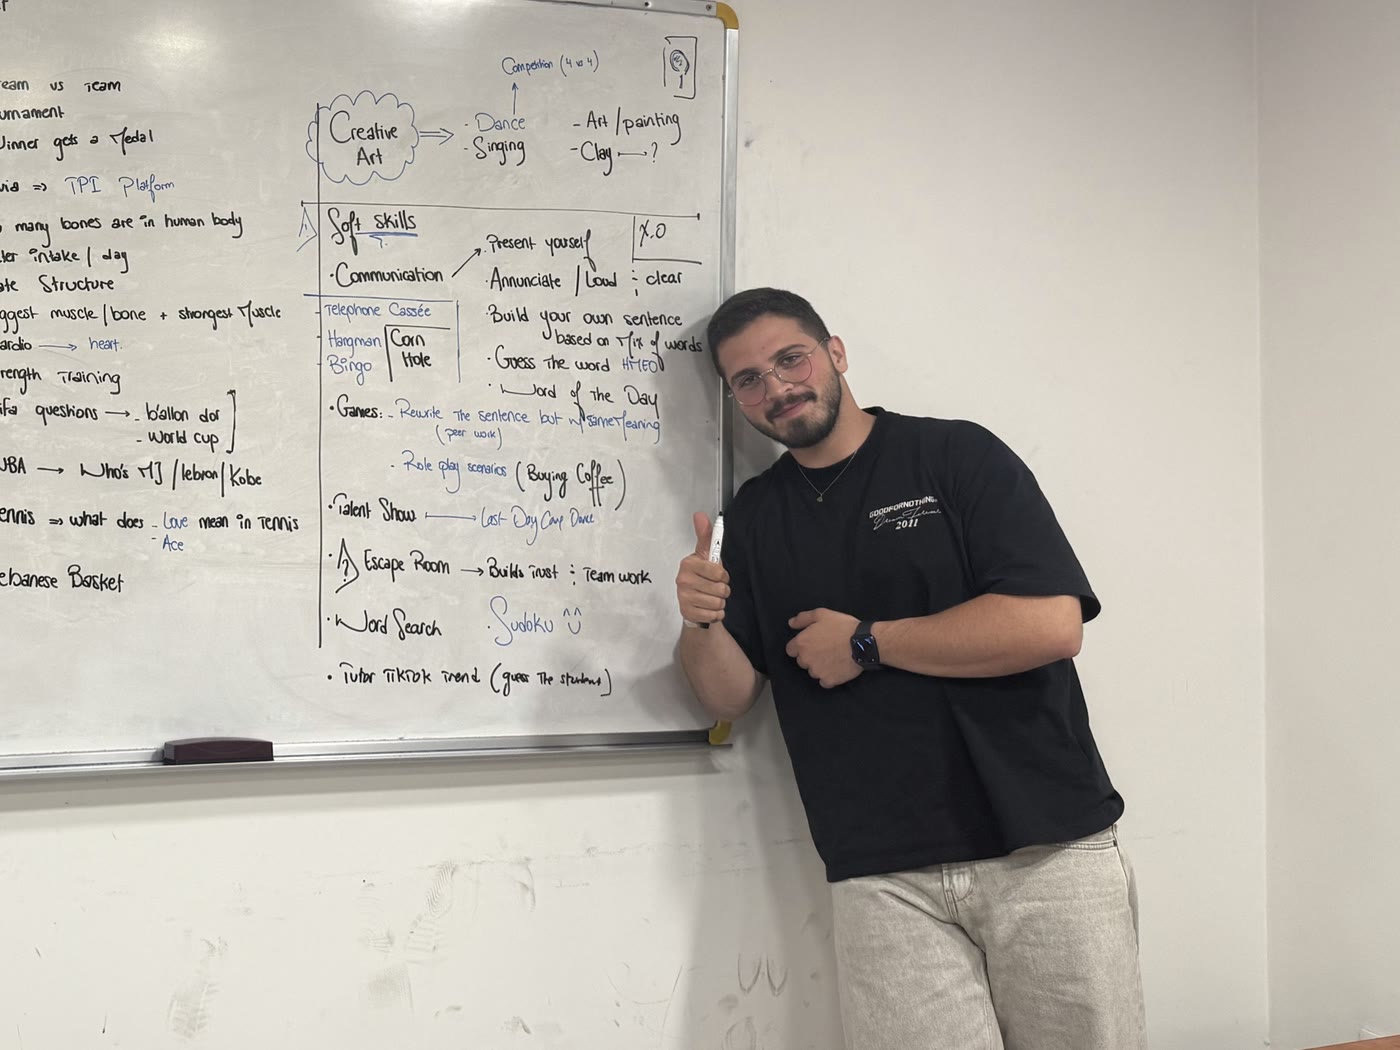 eam vs Team
urnament
inner gets a Medal
via => TPI Platform
many bones are in human body
ter intake / day
ate Structure
ggest muscle/bone + strongest Muscle
ardio → heart.
rength Training
ifa questions → - b'allon dor
- World cup
NBA → Who's MJ/lebron/Kobe
ennis => what does - Love mean in Tennis
- Ace
ebanese Basket
Competition (4 vs 4)
Creative
Art
- Dance
- Singing
- Art/painting
- Clay → ?
Soft skills
X.O
· Communication
· Present yourself
· Annunciate / Loud ; clear
· Build your own sentence
based on Mix of words
· Guess The word HMEO
· Word of The Day
Telephone Cassée
Hangman
Bingo
Corn
Hole
· Games: - Rewrite The sentence but w/ same Meaning
(peer work)
- Role play scenarios (Buying Coffee)
· Talent Show → Last Day Camp Dance
· ? Escape Room → Builds Trust ; Team work
· Word Search
· Sudoku
· Tutor TikTok Trend (guess The student)
GOODFORNOTHING
2011